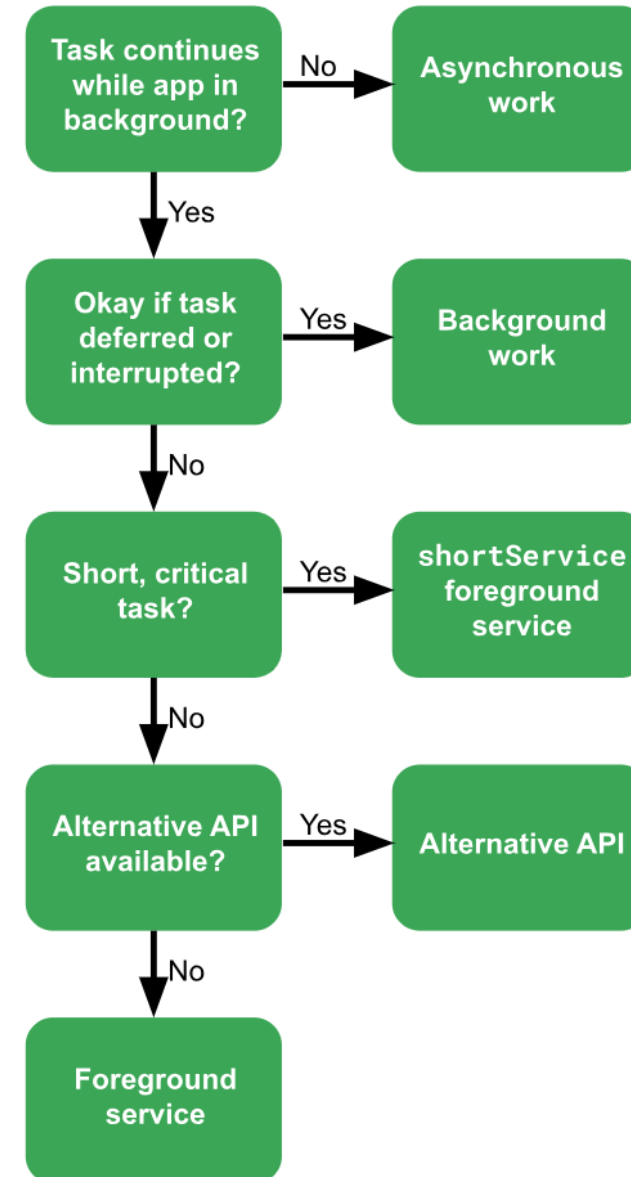 Task continues
while app in
background?
No
Asynchronous
work
Yes
Okay if task
deferred or
interrupted?
Yes
Background
work
No
Short, critical
task?
Yes
shortService
foreground
service
No
Alternative API
available?
Yes
Alternative API
No
Foreground
service